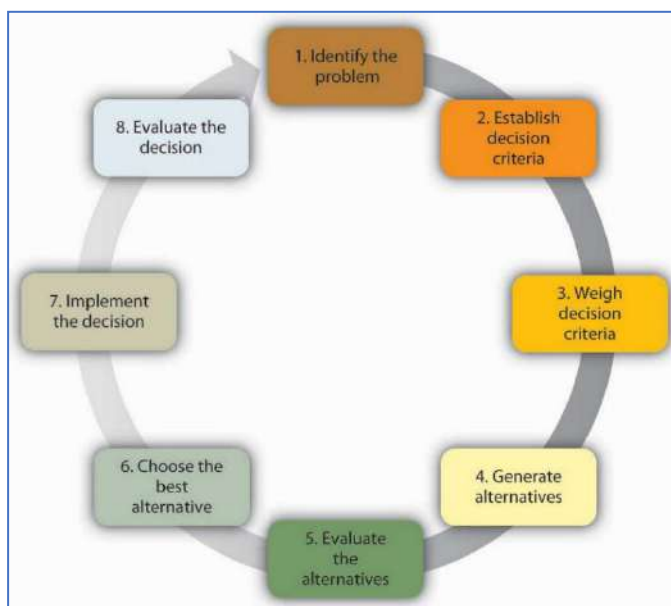 1. Identify the
problem
2. Establish
decision
criteria
3. Weigh
decision
criteria
4. Generate
alternatives
5. Evaluate
the
alternatives
6. Choose the
best
alternative
7. Implement
the decision
8. Evaluate the
decision